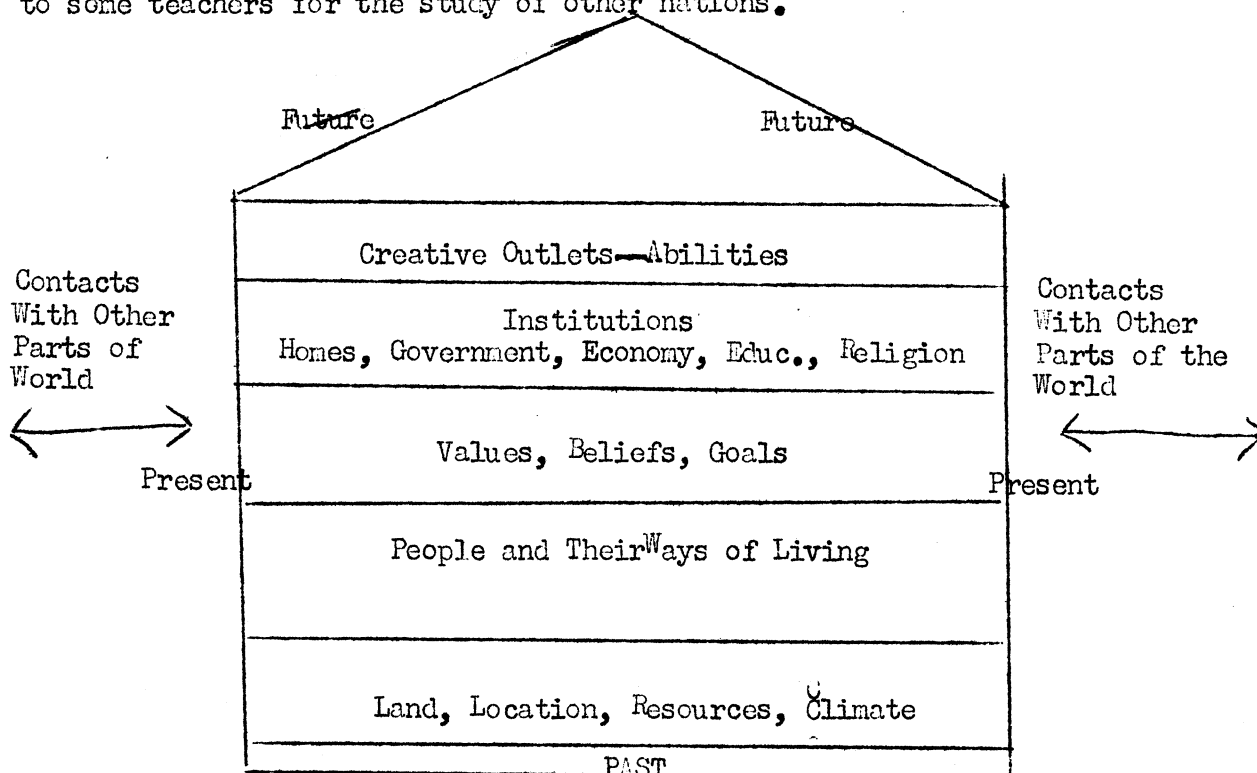 to some teachers for the study of other nations.
Future
Future
Creative Outlets—Abilities
Contacts
With Other
Parts of
World
Institutions
Homes, Government, Economy, Educ., Religion
Contacts
With Other
Parts of the
World
Values, Beliefs, Goals
Present
Present
People and Their Ways of Living
Land, Location, Resources, Climate
PAST